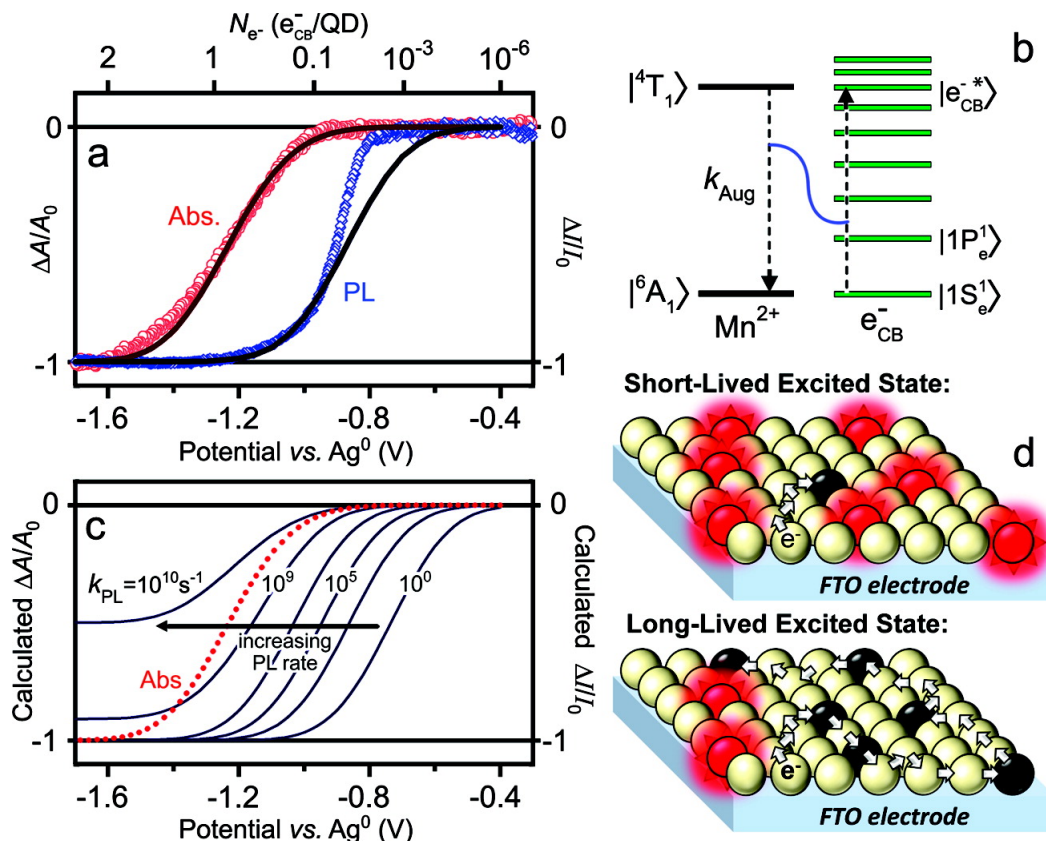 N_e- (e⁻_CB/QD)
2 1 0.1 10⁻³ 10⁻⁶
0
a
Abs.
PL
-1
ΔA/A₀
0
ΔI/I₀
-1
-1.6 -1.2 -0.8 -0.4
Potential vs. Ag⁰ (V)
b
|⁴T₁⟩
|e⁻_CB*⟩
k_Aug
|1P¹_e⟩
|⁶A₁⟩
|1S¹_e⟩
Mn²⁺
e⁻_CB
c
0
k_PL=10¹⁰s⁻¹
10⁹ 10⁵ 10⁰
increasing
PL rate
Abs
-1
Calculated ΔA/A₀
0
Calculated ΔI/I₀
-1
-1.6 -1.2 -0.8 -0.4
Potential vs. Ag⁰ (V)
Short-Lived Excited State:
d
e⁻
FTO electrode
Long-Lived Excited State:
e⁻
FTO electrode